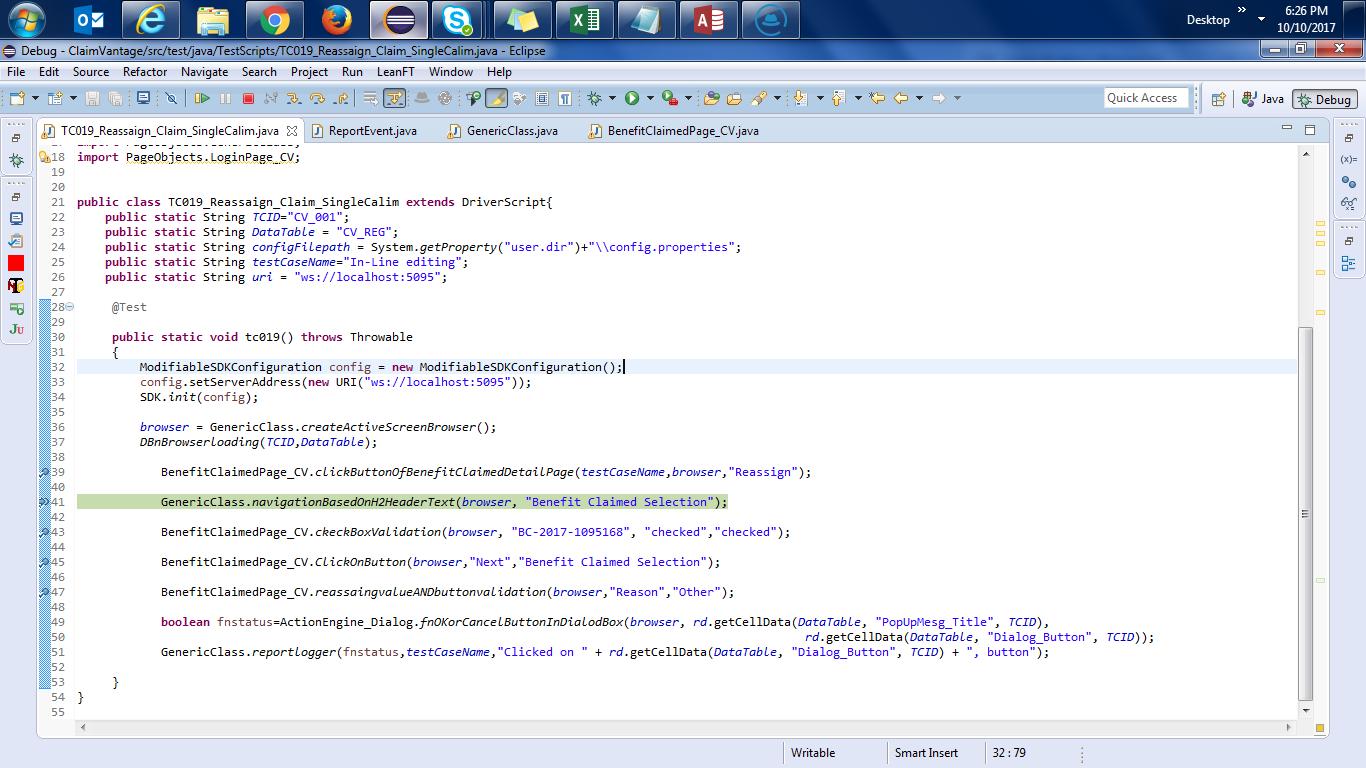 Desktop
»
6:26 PM
10/10/2017
Debug - ClaimVantage/src/test/java/TestScripts/TC019_Reassaign_Claim_SingleCalim.java - Eclipse
File Edit Source Refactor Navigate Search Project Run LeanFT Window Help
Quick Access
Java
Debug
TC019_Reassaign_Claim_SingleCalim.java
ReportEvent.java
GenericClass.java
BenefitClaimedPage_CV.java
18 import PageObjects.LoginPage_CV;
19
20
21 public class TC019_Reassaign_Claim_SingleCalim extends DriverScript{
22 public static String TCID="CV_001";
23 public static String DataTable = "CV_REG";
24 public static String configFilepath = System.getProperty("user.dir")+"\\config.properties";
25 public static String testCaseName="In-Line editing";
26 public static String uri = "ws://localhost:5095";
27
28 @Test
29
30 public static void tc019() throws Throwable
31 {
32 ModifiableSDKConfiguration config = new ModifiableSDKConfiguration();
33 config.setServerAddress(new URI("ws://localhost:5095"));
34 SDK.init(config);
35
36 browser = GenericClass.createActiveScreenBrowser();
37 DBnBrowserloading(TCID,DataTable);
38
39 BenefitClaimedPage_CV.clickButtonOfBenefitClaimedDetailPage(testCaseName,browser,"Reassign");
40
41 GenericClass.navigationBasedOnH2HeaderText(browser, "Benefit Claimed Selection");
42
43 BenefitClaimedPage_CV.ckeckBoxValidation(browser, "BC-2017-1095168", "checked","checked");
44
45 BenefitClaimedPage_CV.ClickOnButton(browser,"Next","Benefit Claimed Selection");
46
47 BenefitClaimedPage_CV.reassaingvalueANDbuttonvalidation(browser,"Reason","Other");
48
49 boolean fnstatus=ActionEngine_Dialog.fnOKorCancelButtonInDialodBox(browser, rd.getCellData(DataTable, "PopUpMesg_Title", TCID),
50 rd.getCellData(DataTable, "Dialog_Button", TCID));
51 GenericClass.reportlogger(fnstatus,testCaseName,"Clicked on " + rd.getCellData(DataTable, "Dialog_Button", TCID) + ", button");
52
53 }
54 }
55
Writable
Smart Insert
32 : 79